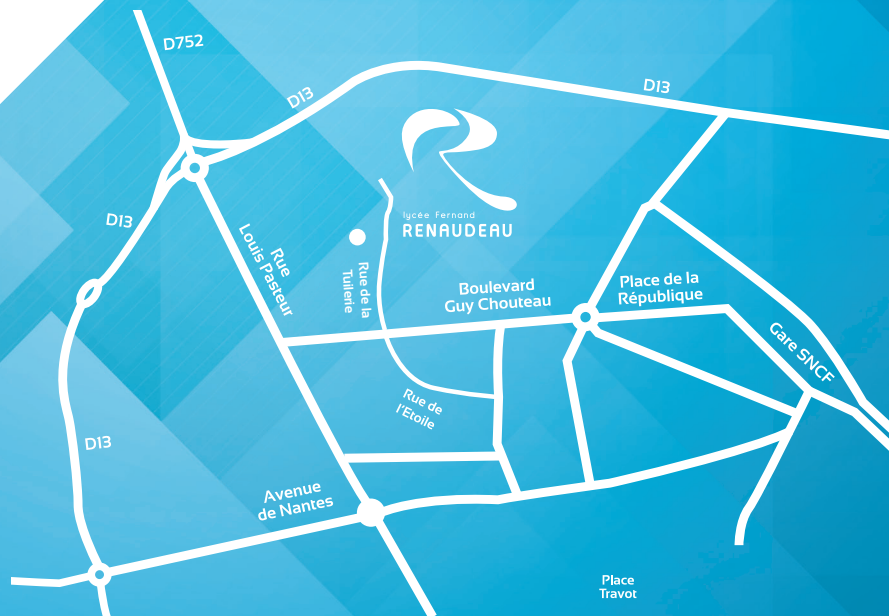 D752
D13
D13
D13
lycée Fernand
RENAUDEAU
Rue
Louis Pasteur
Rue de la
Tuilerie
Boulevard
Guy Chouteau
Place de la
République
Gare SNCF
Rue de
l'Etoile
D13
Avenue
de Nantes
Place
Travot